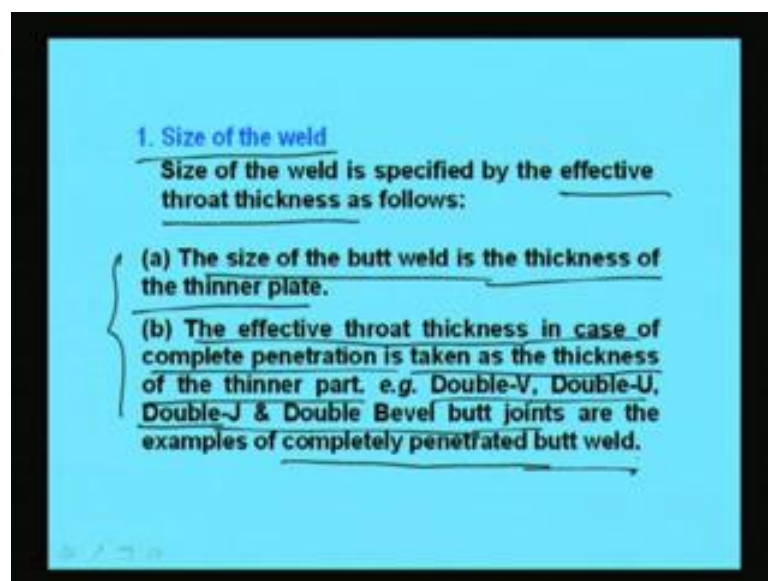 1. Size of the weld
Size of the weld is specified by the effective
throat thickness as follows:
(a) The size of the butt weld is the thickness of
the thinner plate.
(b) The effective throat thickness in case of
complete penetration is taken as the thickness
of the thinner part. e.g. Double-V, Double-U,
Double-J & Double Bevel butt joints are the
examples of completely penetrated butt weld.